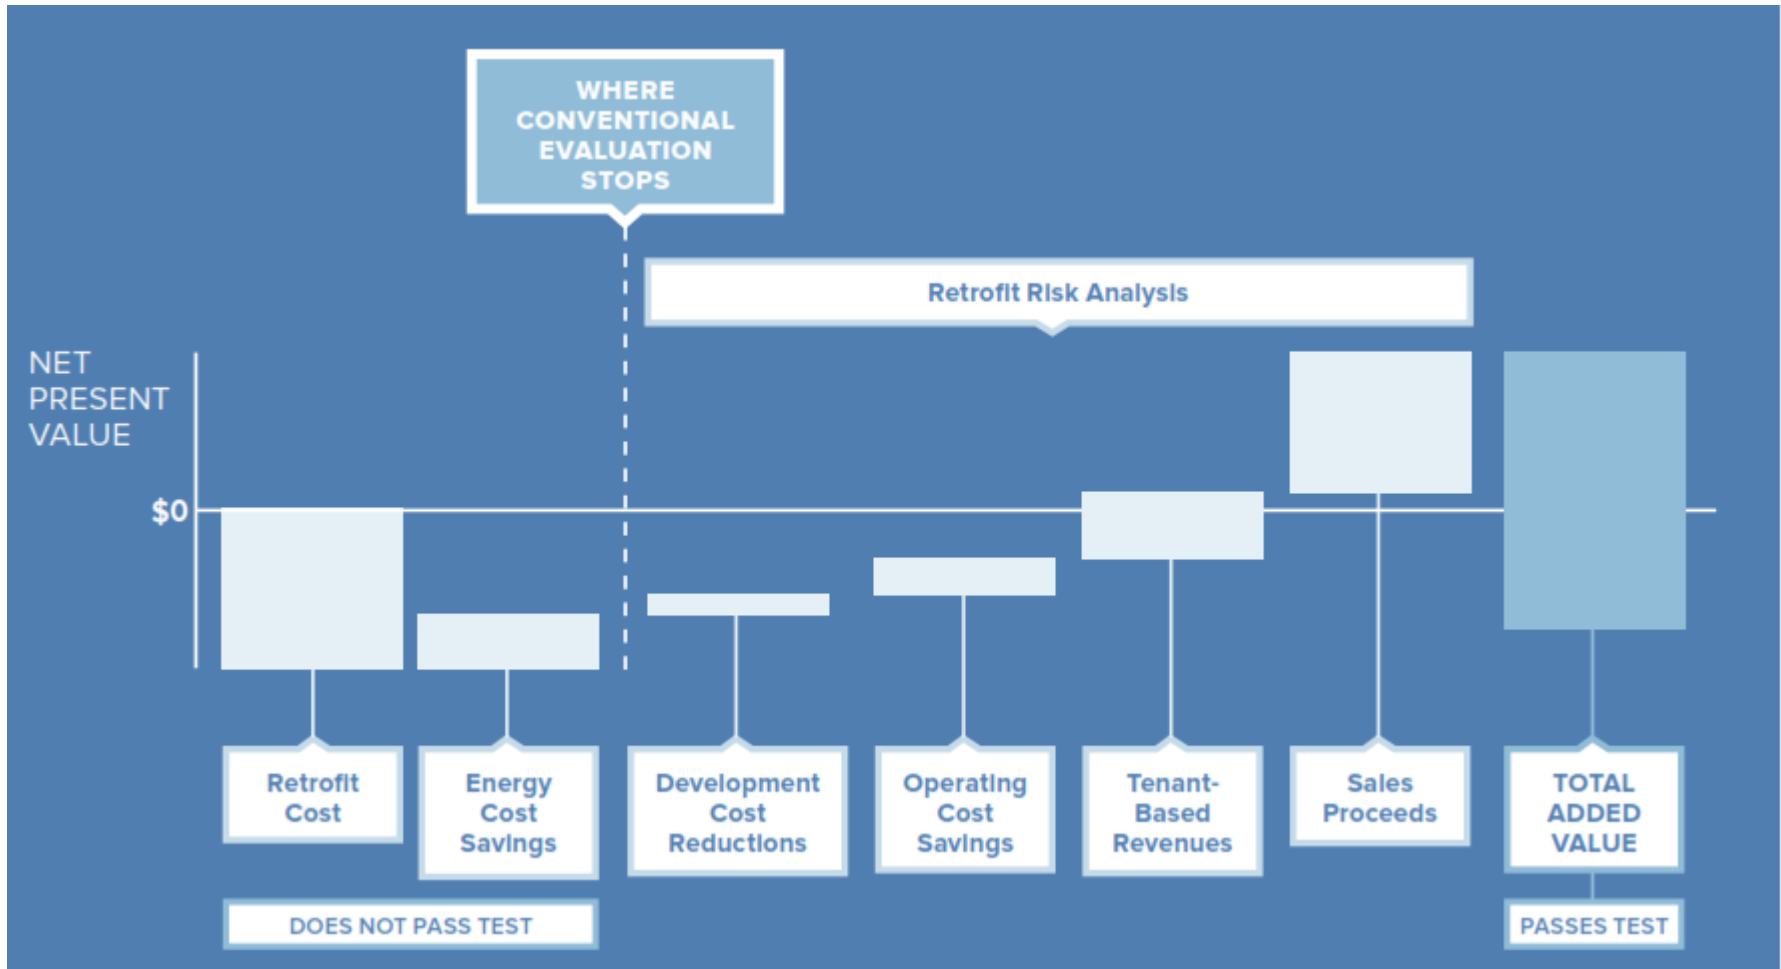 WHERE
CONVENTIONAL
EVALUATION
STOPS
Retrofit Risk Analysis
NET
PRESENT
VALUE
$0
Retrofit
Cost
Energy
Cost
Savings
Development
Cost
Reductions
Operating
Cost
Savings
Tenant-
Based
Revenues
Sales
Proceeds
TOTAL
ADDED
VALUE
DOES NOT PASS TEST
PASSES TEST